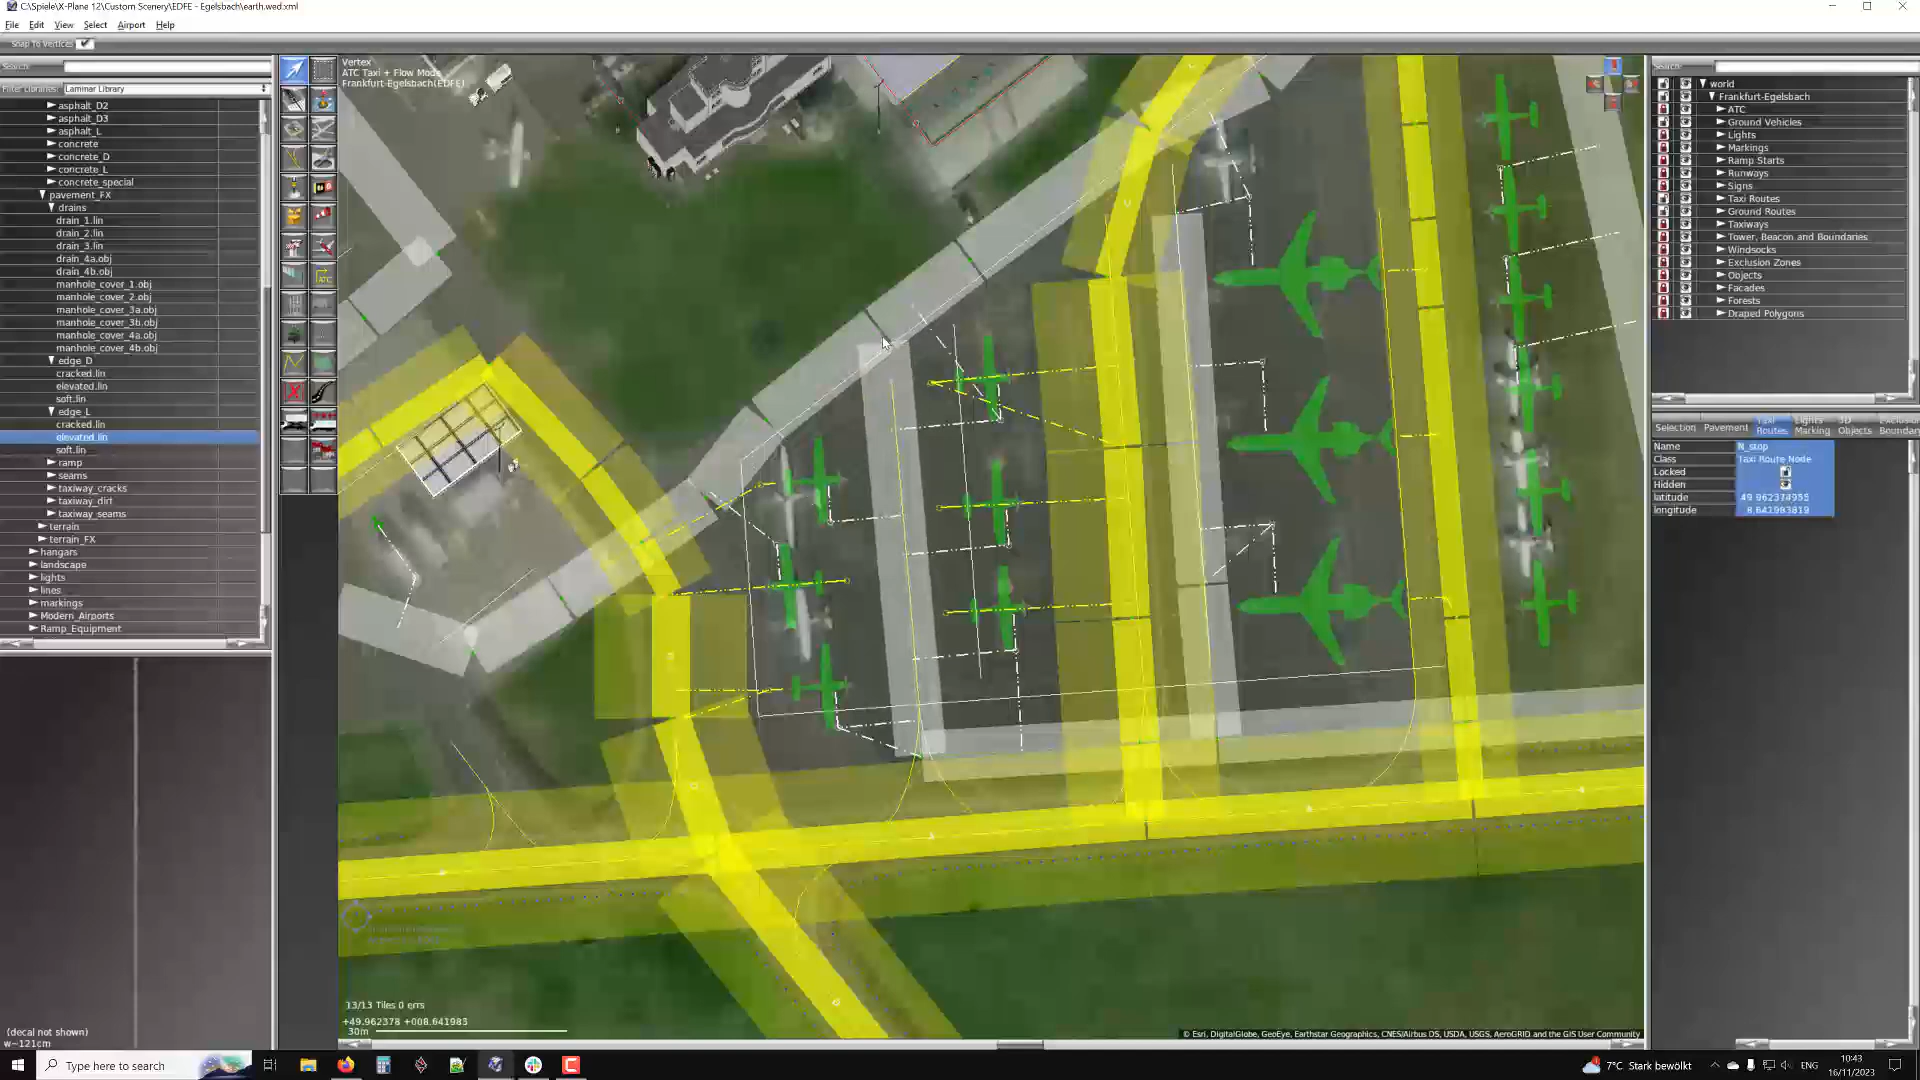 C:\Spiele\X-Plane 12\Custom Scenery\EDFE - Egelsbach\earth.wed.xml
File Edit View Select Airport Help
Snap To Vertices
Search:
Filter Libraries: Laminar Library
asphalt_D2
asphalt_D3
asphalt_L
concrete
concrete_D
concrete_L
concrete_special
pavement_FX
drains
drain_1.lin
drain_2.lin
drain_3.lin
drain_4a.obj
drain_4b.obj
manhole_cover_1.obj
manhole_cover_2.obj
manhole_cover_3a.obj
manhole_cover_3b.obj
manhole_cover_4a.obj
manhole_cover_4b.obj
edge_D
cracked.lin
elevated.lin
soft.lin
edge_L
cracked.lin
elevated.lin
soft.lin
ramp
seams
taxiway_cracks
taxiway_dirt
taxiway_seams
terrain
terrain_FX
hangars
landscape
lights
lines
markings
Modern_Airports
Ramp_Equipment
(decal not shown)
w~121cm
Vertex
ATC Taxi + Flow Mode
Frankfurt-Egelsbach(EDFE)
ATC
13/13 Tiles 0 errs
+49.962378 +008.641983
30m
© Esri, DigitalGlobe, GeoEye, Earthstar Geographics, CNES/Airbus DS, USDA, USGS, AeroGRID and the GIS User Community
Search:
world
Frankfurt-Egelsbach
ATC
Ground Vehicles
Lights
Markings
Ramp Starts
Runways
Signs
Taxi Routes
Ground Routes
Taxiways
Tower, Beacon and Boundaries
Windsocks
Exclusion Zones
Objects
Facades
Forests
Draped Polygons
Selection Pavement Taxi Routes Lights Marking 3D Objects Exclusion Boundar
Name N_stop
Class Taxi Route Node
Locked
Hidden
latitude 49.962374955
longitude 8.641983819
Type here to search
7°C Stark bewölkt
ENG
10:43
16/11/2023